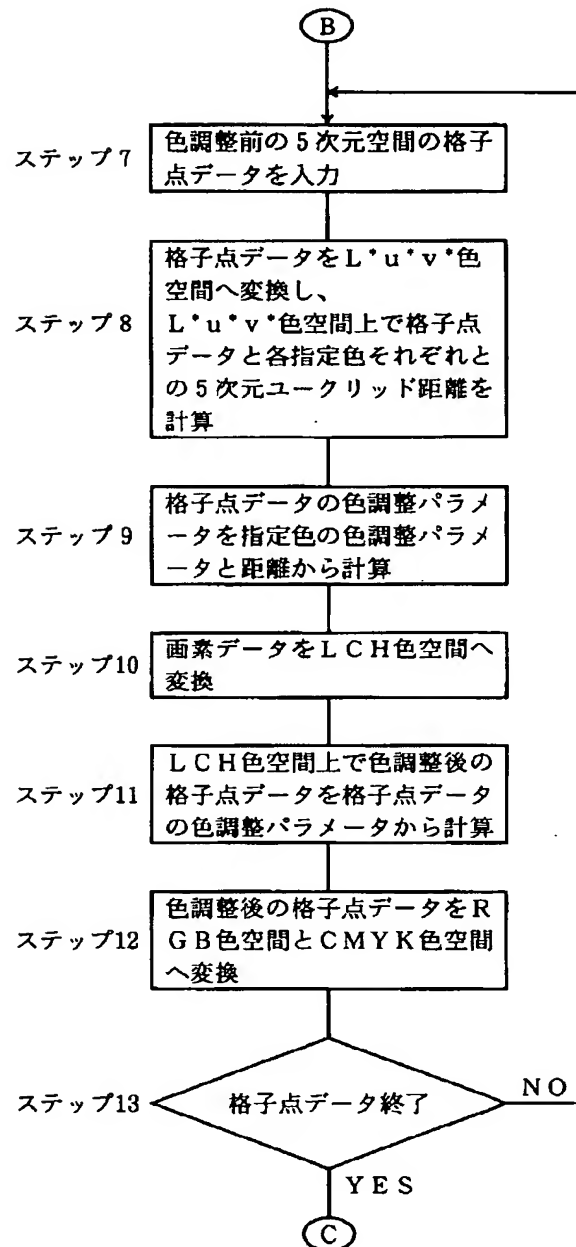 B
ステップ7
色調整前の5次元空間の格子
点データを入力
ステップ8
格子点データをL*u*v*色
空間へ変換し、
L*u*v*色空間上で格子点
データと各指定色それぞれと
の5次元ユークリッド距離を
計算
ステップ9
格子点データの色調整パラメ
ータを指定色の色調整パラメ
ータと距離から計算
ステップ10
画素データをLCH色空間へ
変換
ステップ11
LCH色空間上で色調整後の
格子点データを格子点データ
の色調整パラメータから計算
ステップ12
色調整後の格子点データをR
GB色空間とCMYK色空間
へ変換
ステップ13
格子点データ終了
NO
YES
C